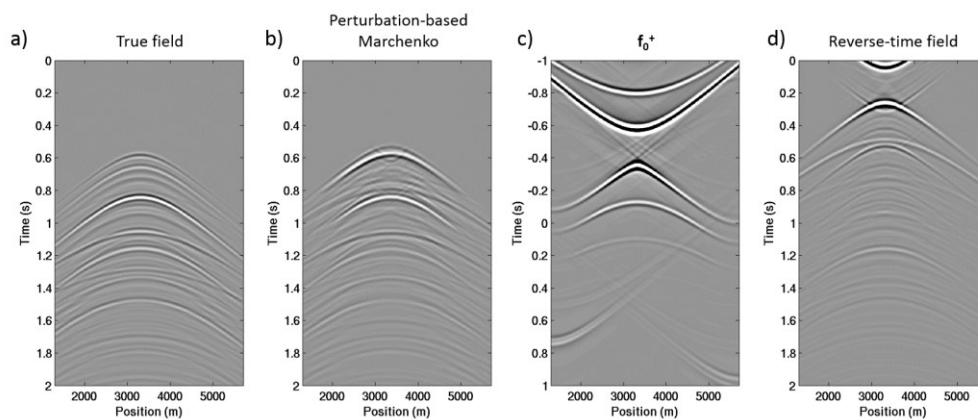 a)
True field
b)
Perturbation-based
Marchenko
c)
f₀⁺
d)
Reverse-time field
Time (s)
0
0.2
0.4
0.6
0.8
1
1.2
1.4
1.6
1.8
2
2000 3000 4000 5000
Position (m)
Time (s)
0
0.2
0.4
0.6
0.8
1
1.2
1.4
1.6
1.8
2
2000 3000 4000 5000
Position (m)
Time (s)
-1
-0.8
-0.6
-0.4
-0.2
0
0.2
0.4
0.6
0.8
1
2000 3000 4000 5000
Position (m)
Time (s)
0
0.2
0.4
0.6
0.8
1
1.2
1.4
1.6
1.8
2
2000 3000 4000 5000
Position (m)